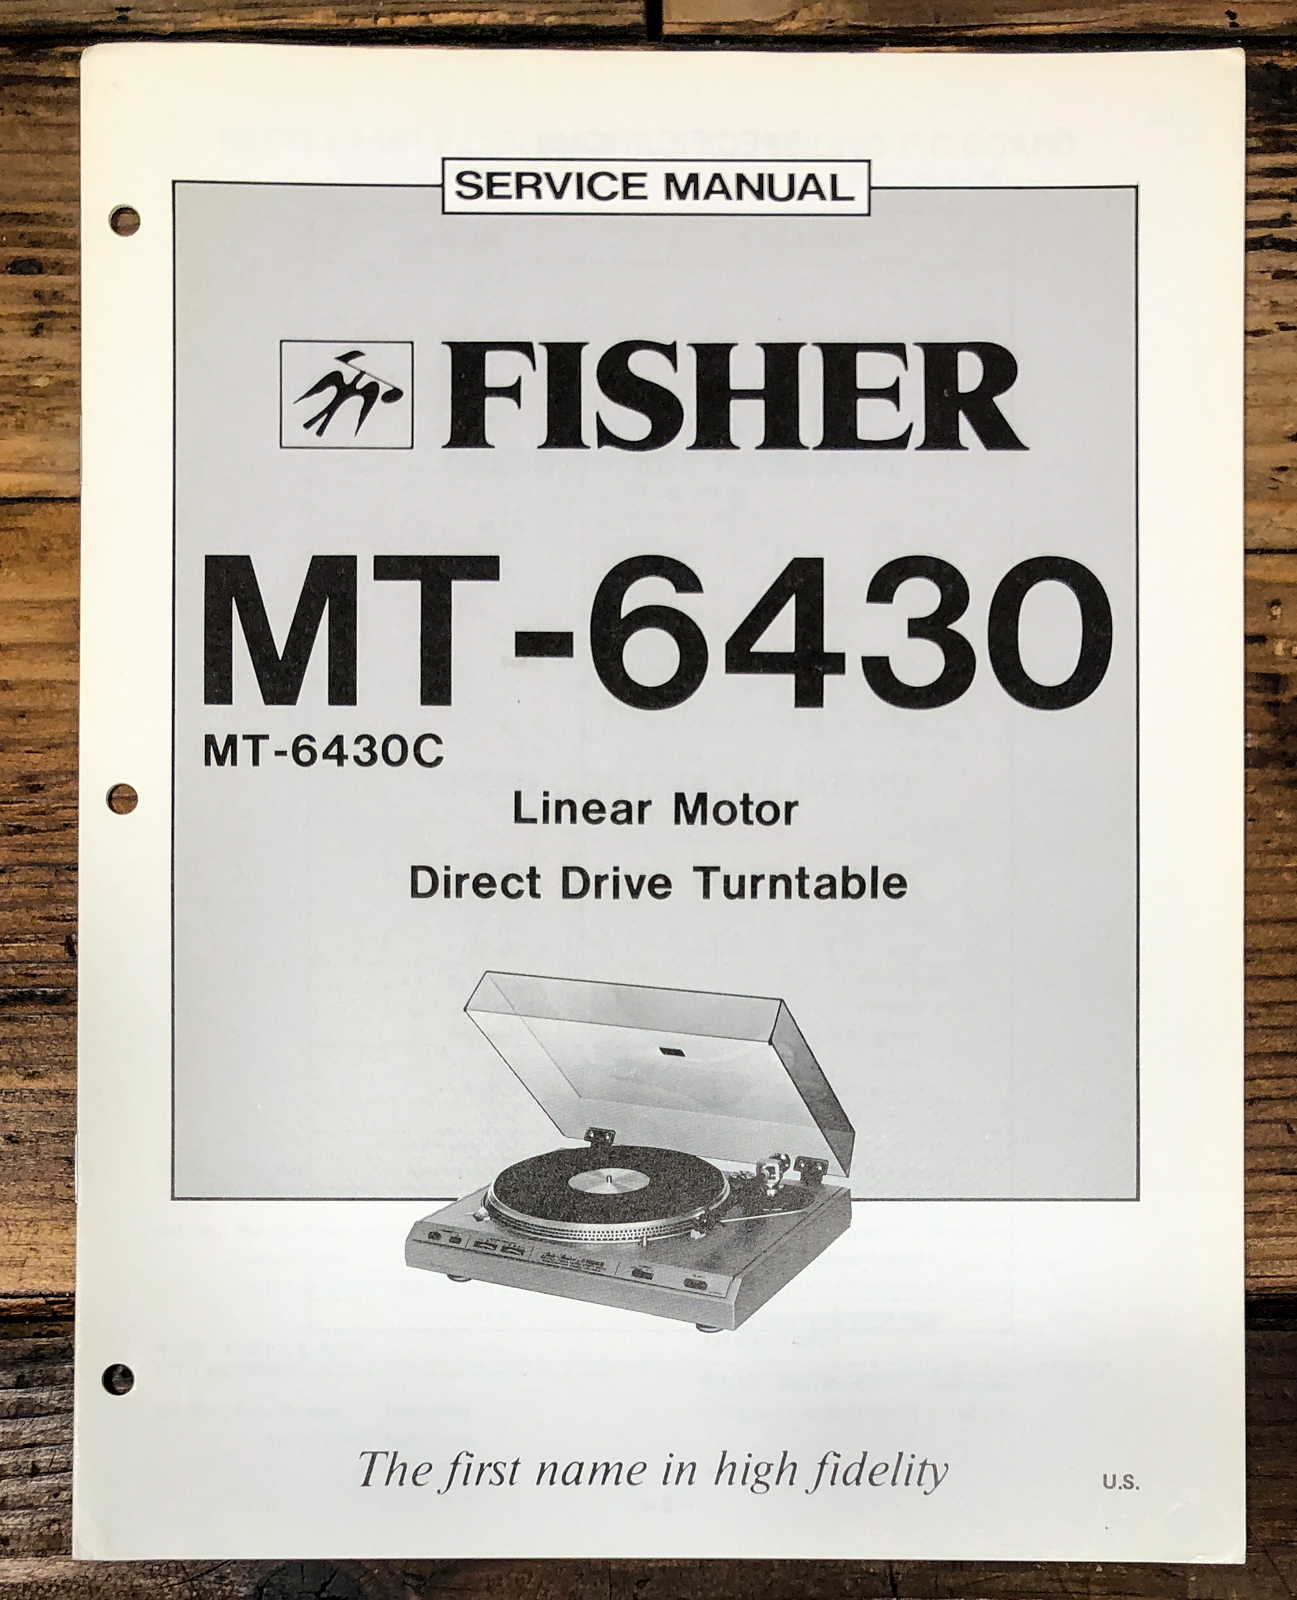 SERVICE MANUAL
FISHER
MT-6430
MT-6430C
Linear Motor
Direct Drive Turntable
The first name in high fidelity
U.S.